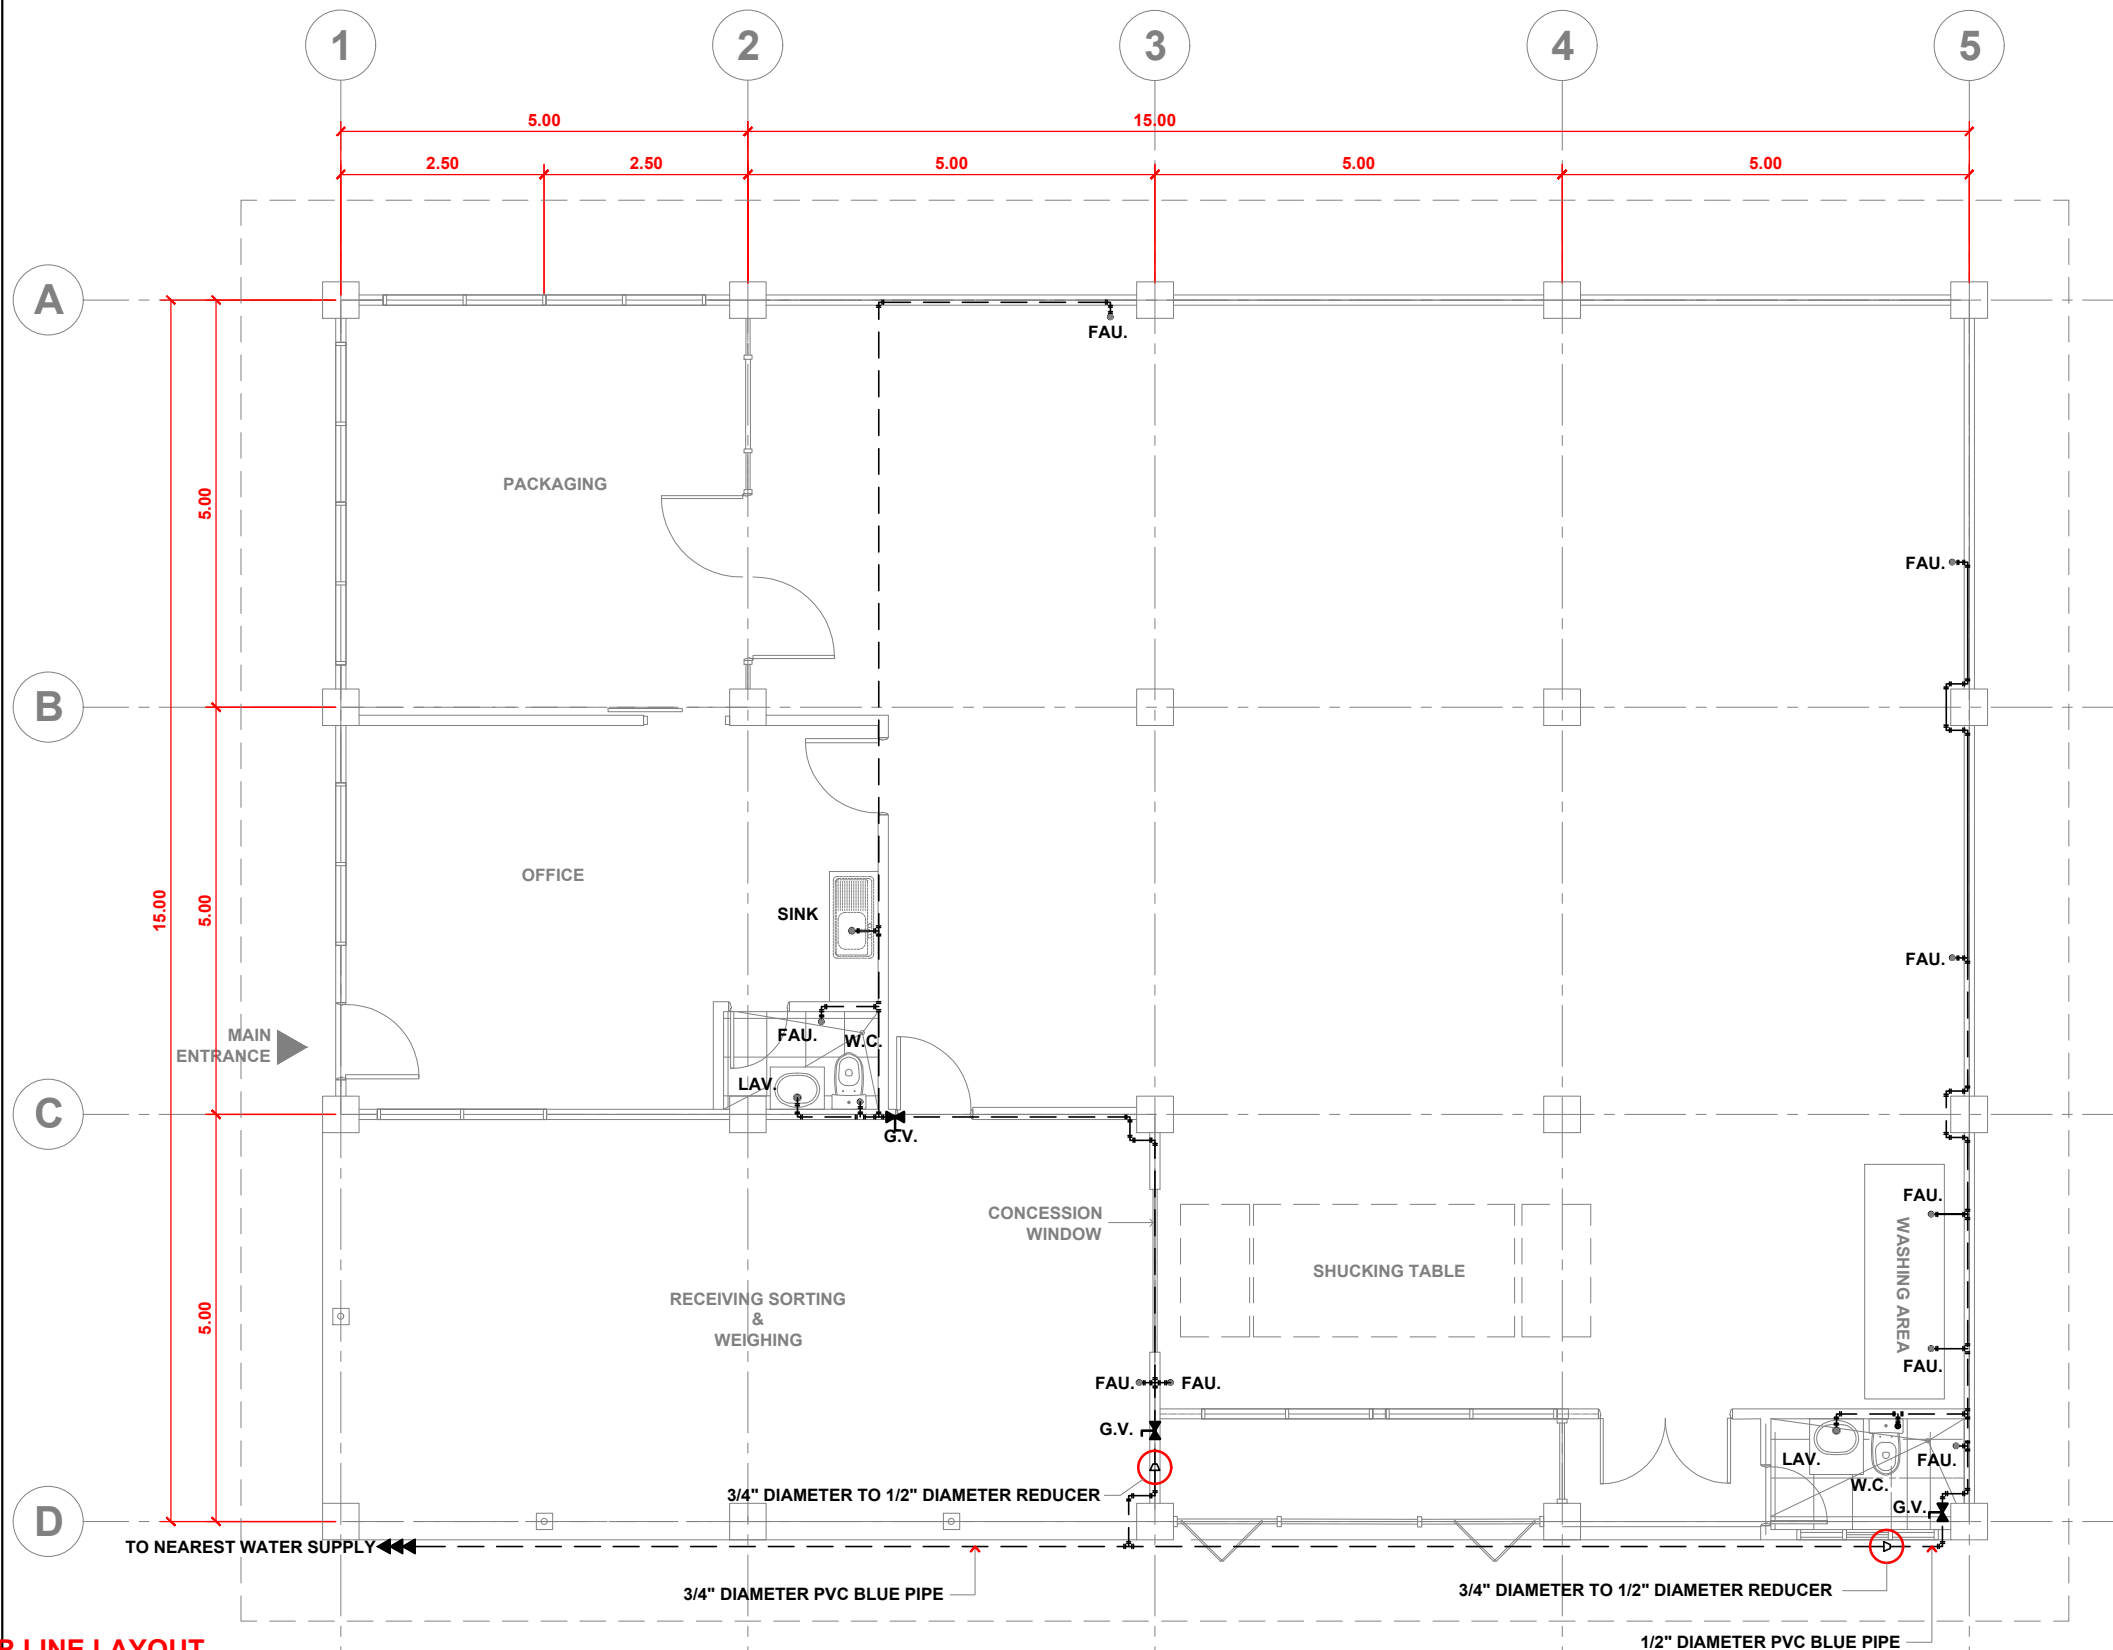 1 2 3 4 5
5.00 15.00
2.50 2.50 5.00 5.00 5.00
A
FAU.
PACKAGING
5.00
FAU.
B
OFFICE
15.00
5.00
SINK
FAU.
MAIN
ENTRANCE
FAU.
W.C.
LAV.
C
G.V.
CONCESSION
WINDOW
FAU.
WASHING AREA
SHUCKING TABLE
RECEIVING SORTING
&
WEIGHING
5.00
FAU.
FAU. FAU.
G.V.
LAV.
FAU.
W.C.
3/4" DIAMETER TO 1/2" DIAMETER REDUCER
G.V.
D
TO NEAREST WATER SUPPLY
3/4" DIAMETER PVC BLUE PIPE
3/4" DIAMETER TO 1/2" DIAMETER REDUCER
1/2" DIAMETER PVC BLUE PIPE
LINE LAYOUT